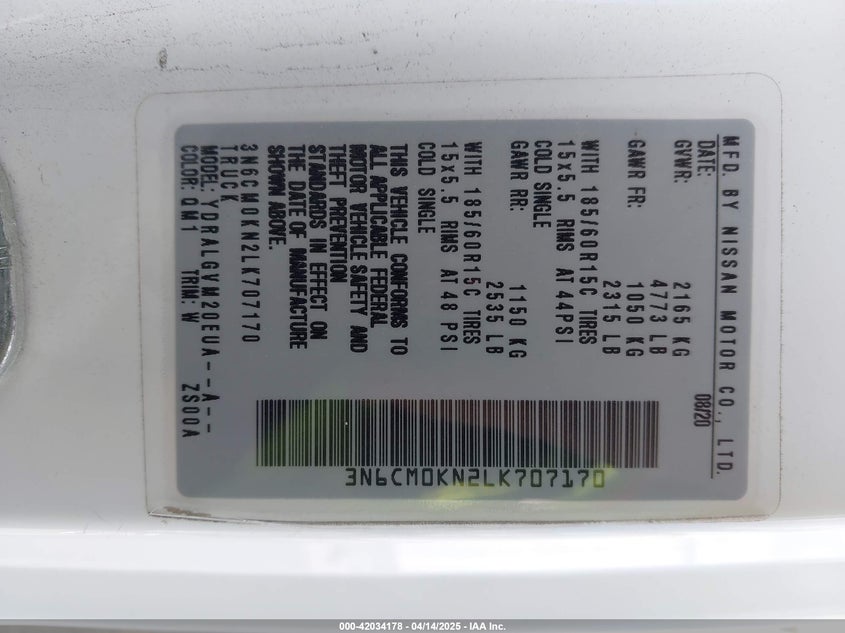 MFD. BY NISSAN MOTOR CO., LTD.
DATE: 08/20
GVWR: 2165 KG
4773 LB
GAWR FR: 1050 KG
2315 LB
WITH 185/60R15C TIRES
15x5.5 RIMS AT 44PSI
COLD SINGLE
GAWR RR: 1150 KG
2535 LB
WITH 185/60R15C TIRES
15x5.5 RIMS AT 48 PSI
COLD SINGLE
THIS VEHICLE CONFORMS TO
ALL APPLICABLE FEDERAL
MOTOR VEHICLE SAFETY AND
THEFT PREVENTION
STANDARDS IN EFFECT ON
THE DATE OF MANUFACTURE
SHOWN ABOVE.
3N6CM0KN2LK707170
TRUCK
MODEL: YDRALGVM20EUA--A--
COLOR: QM1 TRIM: W ZS00A
3N6CM0KN2LK707170
000-42034178 - 04/14/2025 - IAA Inc.